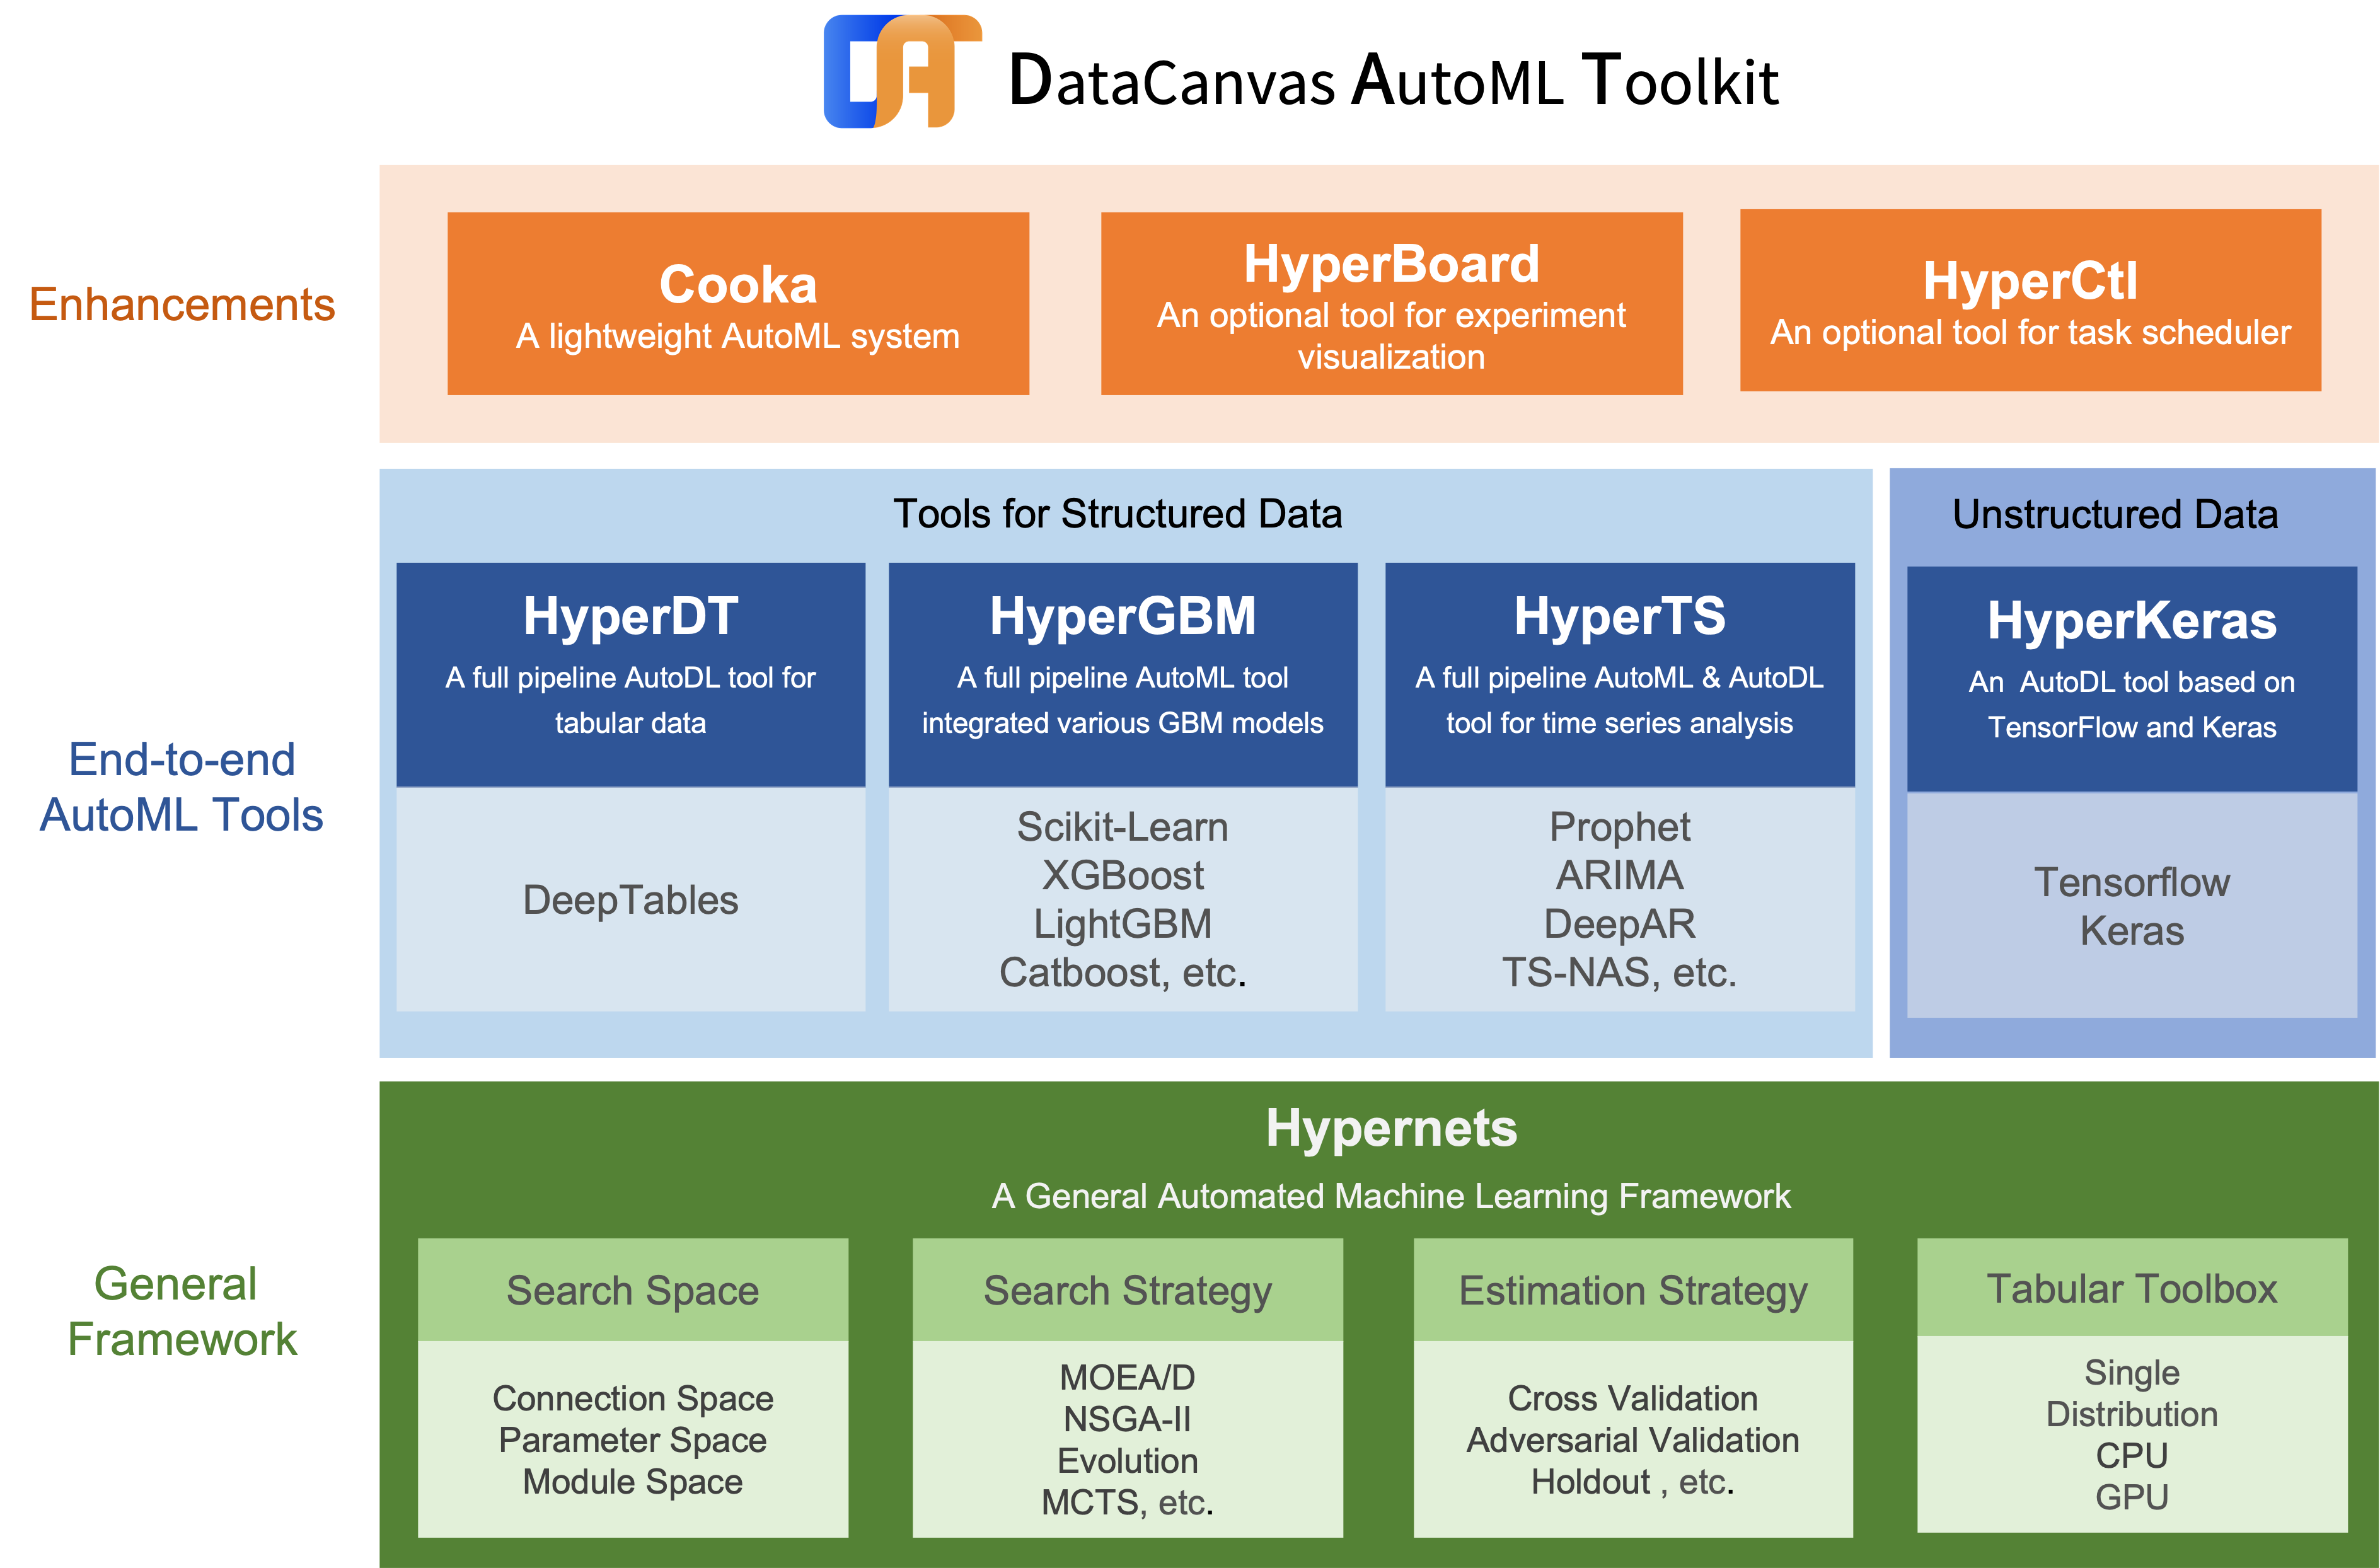 DAT DataCanvas AutoML Toolkit
Enhancements
Cooka
A lightweight AutoML system
HyperBoard
An optional tool for experiment
visualization
HyperCtl
An optional tool for task scheduler
End-to-end
AutoML Tools
Tools for Structured Data
HyperDT
A full pipeline AutoDL tool for
tabular data
DeepTables
HyperGBM
A full pipeline AutoML tool
integrated various GBM models
Scikit-Learn
XGBoost
LightGBM
Catboost, etc.
HyperTS
A full pipeline AutoML & AutoDL
tool for time series analysis
Prophet
ARIMA
DeepAR
TS-NAS, etc.
Unstructured Data
HyperKeras
An  AutoDL tool based on
TensorFlow and Keras
Tensorflow
Keras
General
Framework
Hypernets
A General Automated Machine Learning Framework
Search Space
Connection Space
Parameter Space
Module Space
Search Strategy
MOEA/D
NSGA-II
Evolution
MCTS, etc.
Estimation Strategy
Cross Validation
Adversarial Validation
Holdout , etc.
Tabular Toolbox
Single
Distribution
CPU
GPU